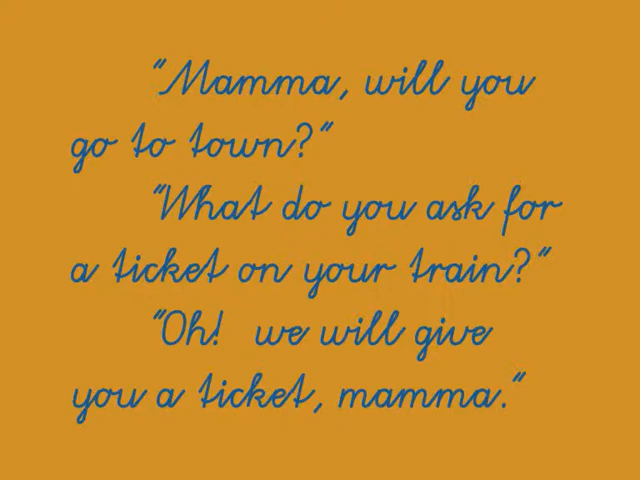 "Mamma, will you
go to town?"
"What do you ask for
a ticket on your train?"
"Oh! we will give
you a ticket, mamma."